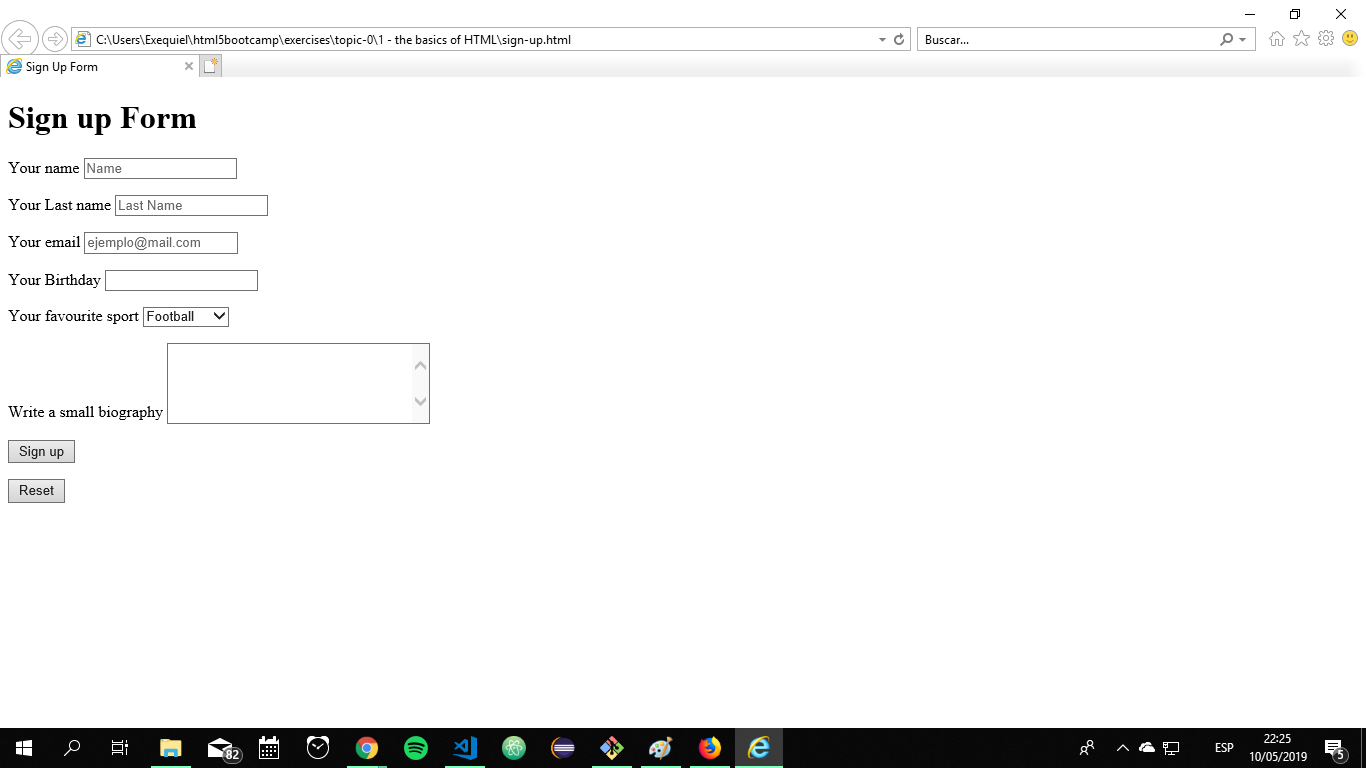 C:\Users\Exequiel\html5bootcamp\exercises\topic-0\1 - the basics of HTML\sign-up.html
Buscar...
Sign Up Form
Sign up Form
Your name Name
Your Last name Last Name
Your email ejemplo@mail.com
Your Birthday
Your favourite sport Football
Write a small biography
Sign up
Reset
82
ESP
22:25
10/05/2019
5